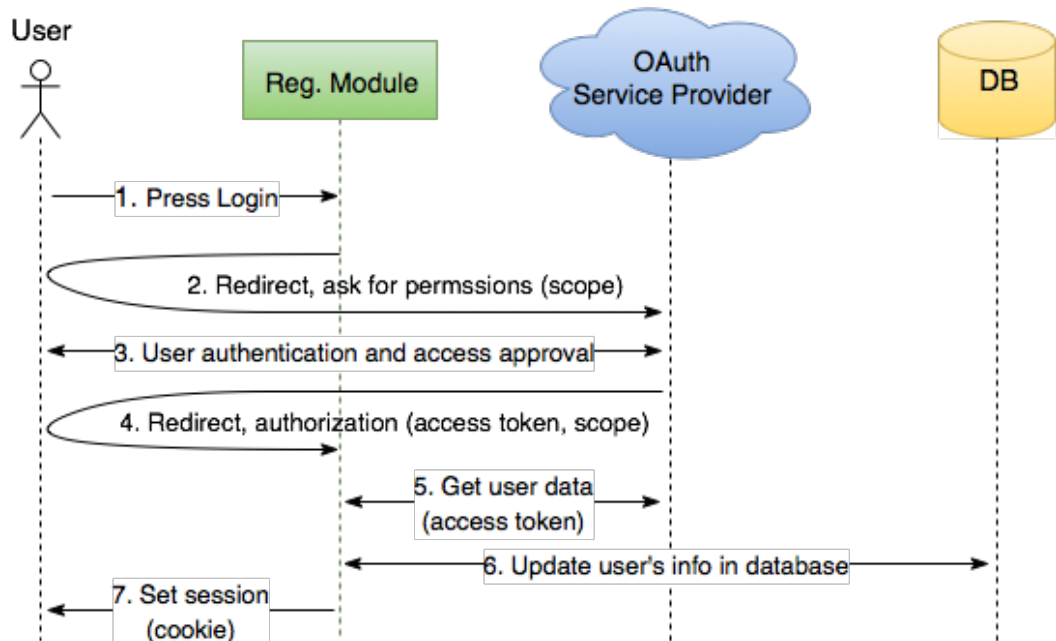 User
Reg. Module
OAuth
Service Provider
DB
1. Press Login
2. Redirect, ask for permssions (scope)
3. User authentication and access approval
4. Redirect, authorization (access token, scope)
5. Get user data
(access token)
6. Update user's info in database
7. Set session
(cookie)